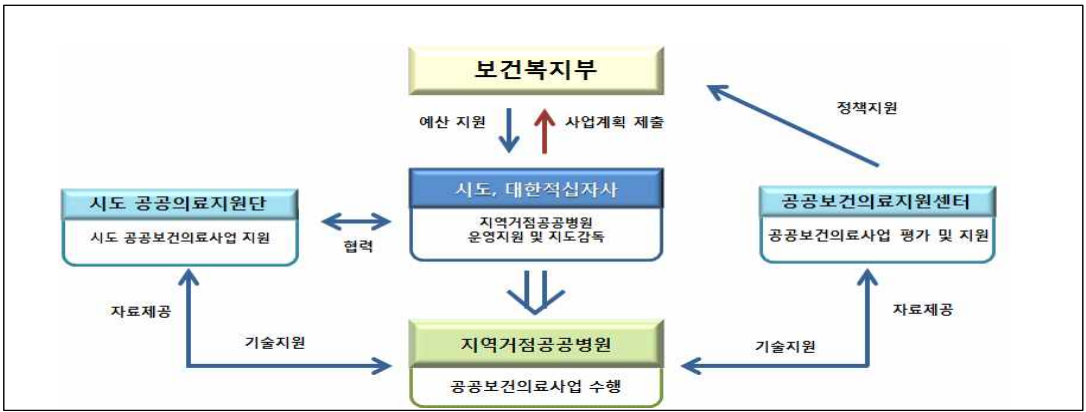 보건복지부
예산 지원
사업계획 제출
정책지원
시도 공공의료지원단
시도 공공보건의료사업 지원
협력
시도, 대한적십자사
지역거점공공병원
운영지원 및 지도감독
공공보건의료지원센터
공공보건의료사업 평가 및 지원
자료제공
기술지원
지역거점공공병원
공공보건의료사업 수행
기술지원
자료제공